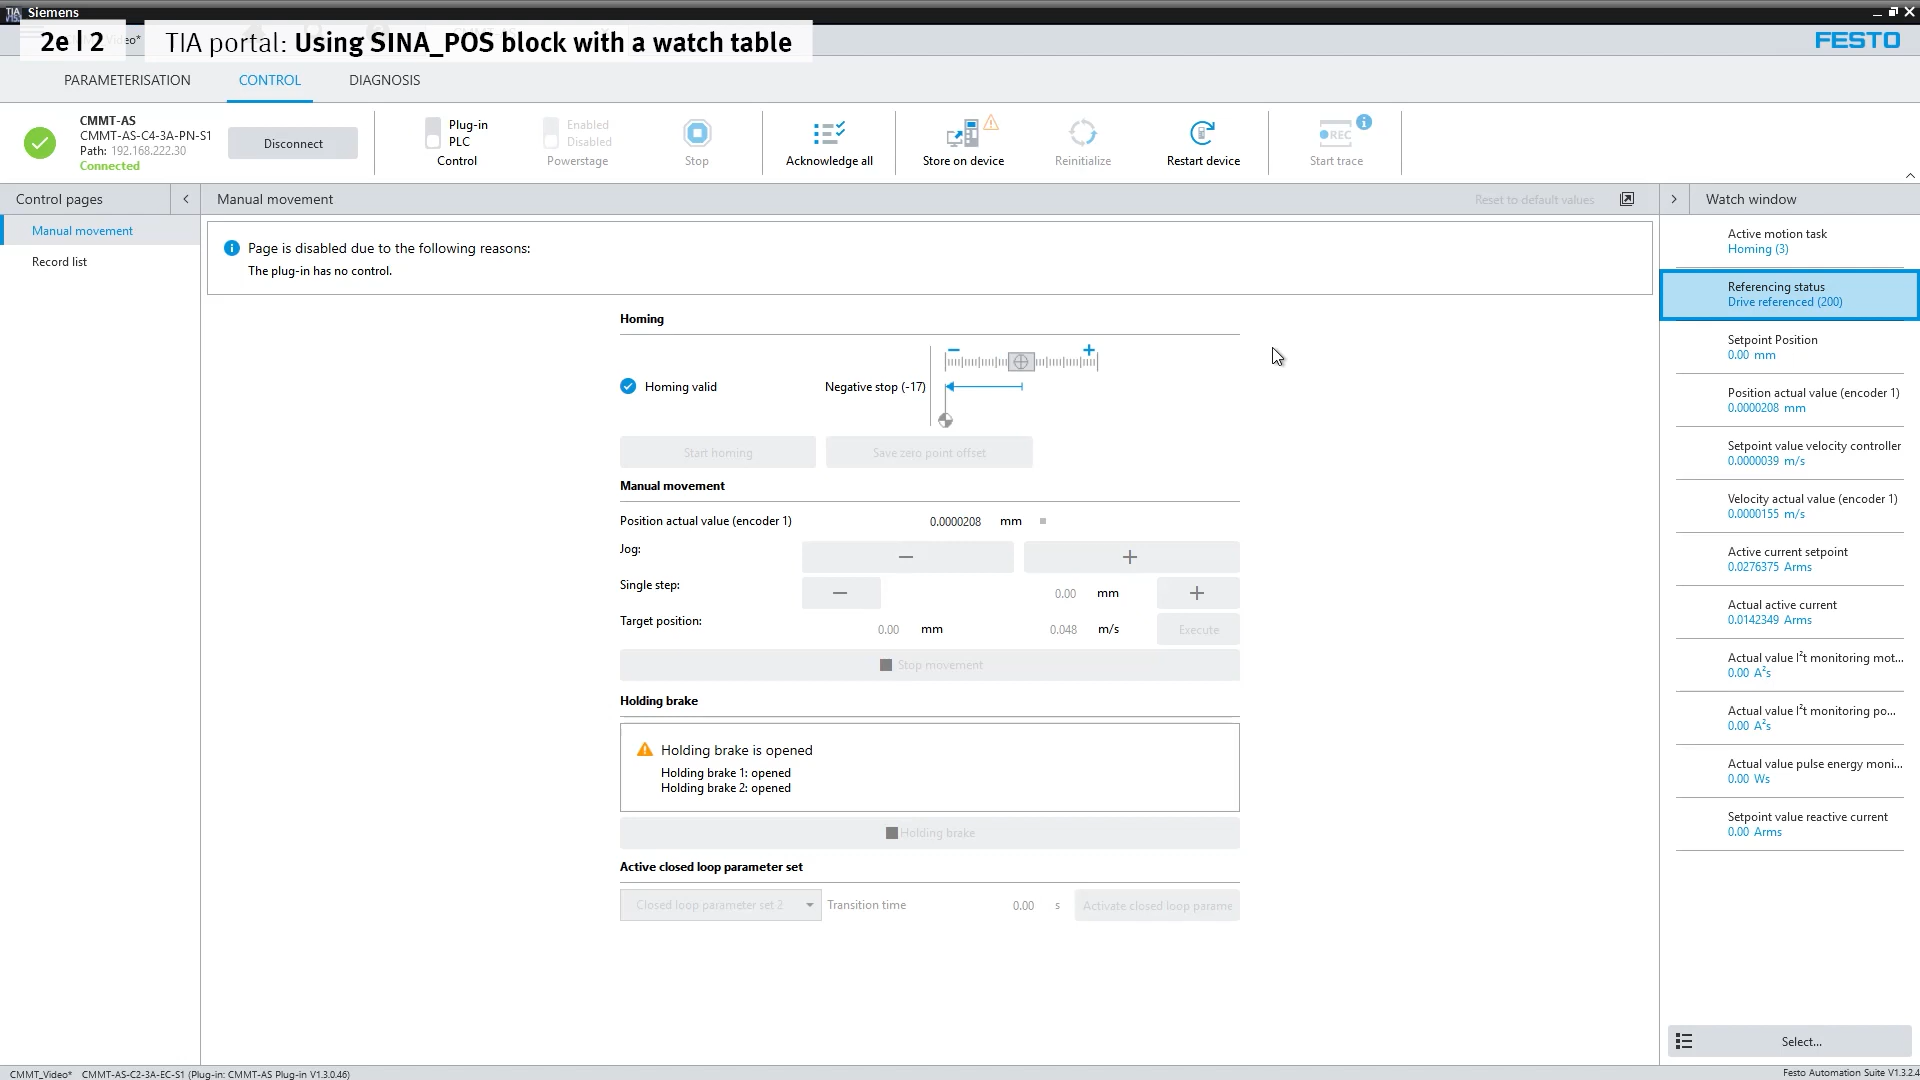 Siemens
2e | 2
eo*
TIA portal: Using SINA_POS block with a watch table
FESTO
PARAMETERISATION
CONTROL
DIAGNOSIS
CMMT-AS
CMMT-AS-C4-3A-PN-S1
Path: 192.168.222.30
Connected
Disconnect
Plug-in
PLC
Control
Enabled
Disabled
Powerstage
Stop
Acknowledge all
Store on device
Reinitialize
Restart device
REC
Start trace
Control pages
Manual movement
Record list
Manual movement
Reset to default values
Page is disabled due to the following reasons:
The plug-in has no control.
Homing
Homing valid
Negative stop (-17)
Start homing
Save zero point offset
Manual movement
Position actual value (encoder 1) 0.0000208 mm
Jog:
Single step: 0.00 mm
Target position: 0.00 mm 0.048 m/s Execute
Stop movement
Holding brake
Holding brake is opened
Holding brake 1: opened
Holding brake 2: opened
Holding brake
Active closed loop parameter set
Closed loop parameter set 2 Transition time 0.00 s Activate closed loop parame
Watch window
Active motion task
Homing (3)
Referencing status
Drive referenced (200)
Setpoint Position
0.00 mm
Position actual value (encoder 1)
0.0000208 mm
Setpoint value velocity controller
0.0000039 m/s
Velocity actual value (encoder 1)
0.0000155 m/s
Active current setpoint
0.0276375 Arms
Actual active current
0.0142349 Arms
Actual value I²t monitoring mot...
0.00 A²s
Actual value I²t monitoring po...
0.00 A²s
Actual value pulse energy moni...
0.00 Ws
Setpoint value reactive current
0.00 Arms
Select...
CMMT_Video* CMMT-AS-C2-3A-EC-S1 (Plug-in: CMMT-AS Plug-in V1.3.0.46)
Festo Automation Suite V1.3.2.4